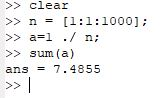 >> clear
>> n = [1:1:1000];
>> a=1 ./ n;
>> sum(a)
ans = 7.4855
>>